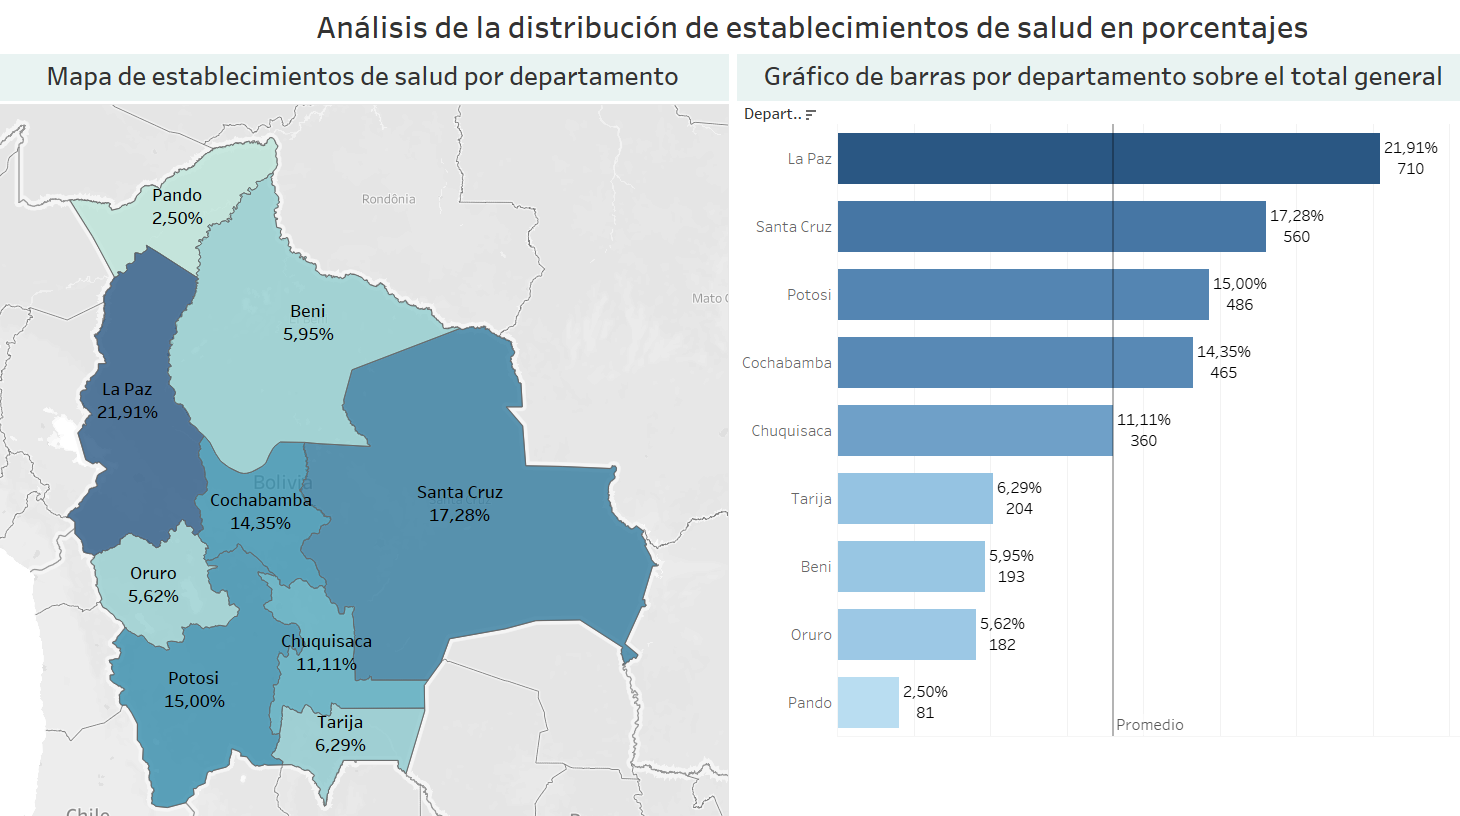 Análisis de la distribución de establecimientos de salud en porcentajes
Mapa de establecimientos de salud por departamento
Rondônia
Pando
2,50%
Beni
5,95%
La Paz
21,91%
Bolivia
Cochabamba
14,35%
Santa Cruz
17,28%
Oruro
5,62%
Chuquisaca
11,11%
Potosi
15,00%
Tarija
6,29%
Chile
Mato
Gráfico de barras por departamento sobre el total general
Depart..
La Paz
21,91%
710
Santa Cruz
17,28%
560
Potosi
15,00%
486
Cochabamba
14,35%
465
Chuquisaca
11,11%
360
Tarija
6,29%
204
Beni
5,95%
193
Oruro
5,62%
182
Pando
2,50%
81
Promedio